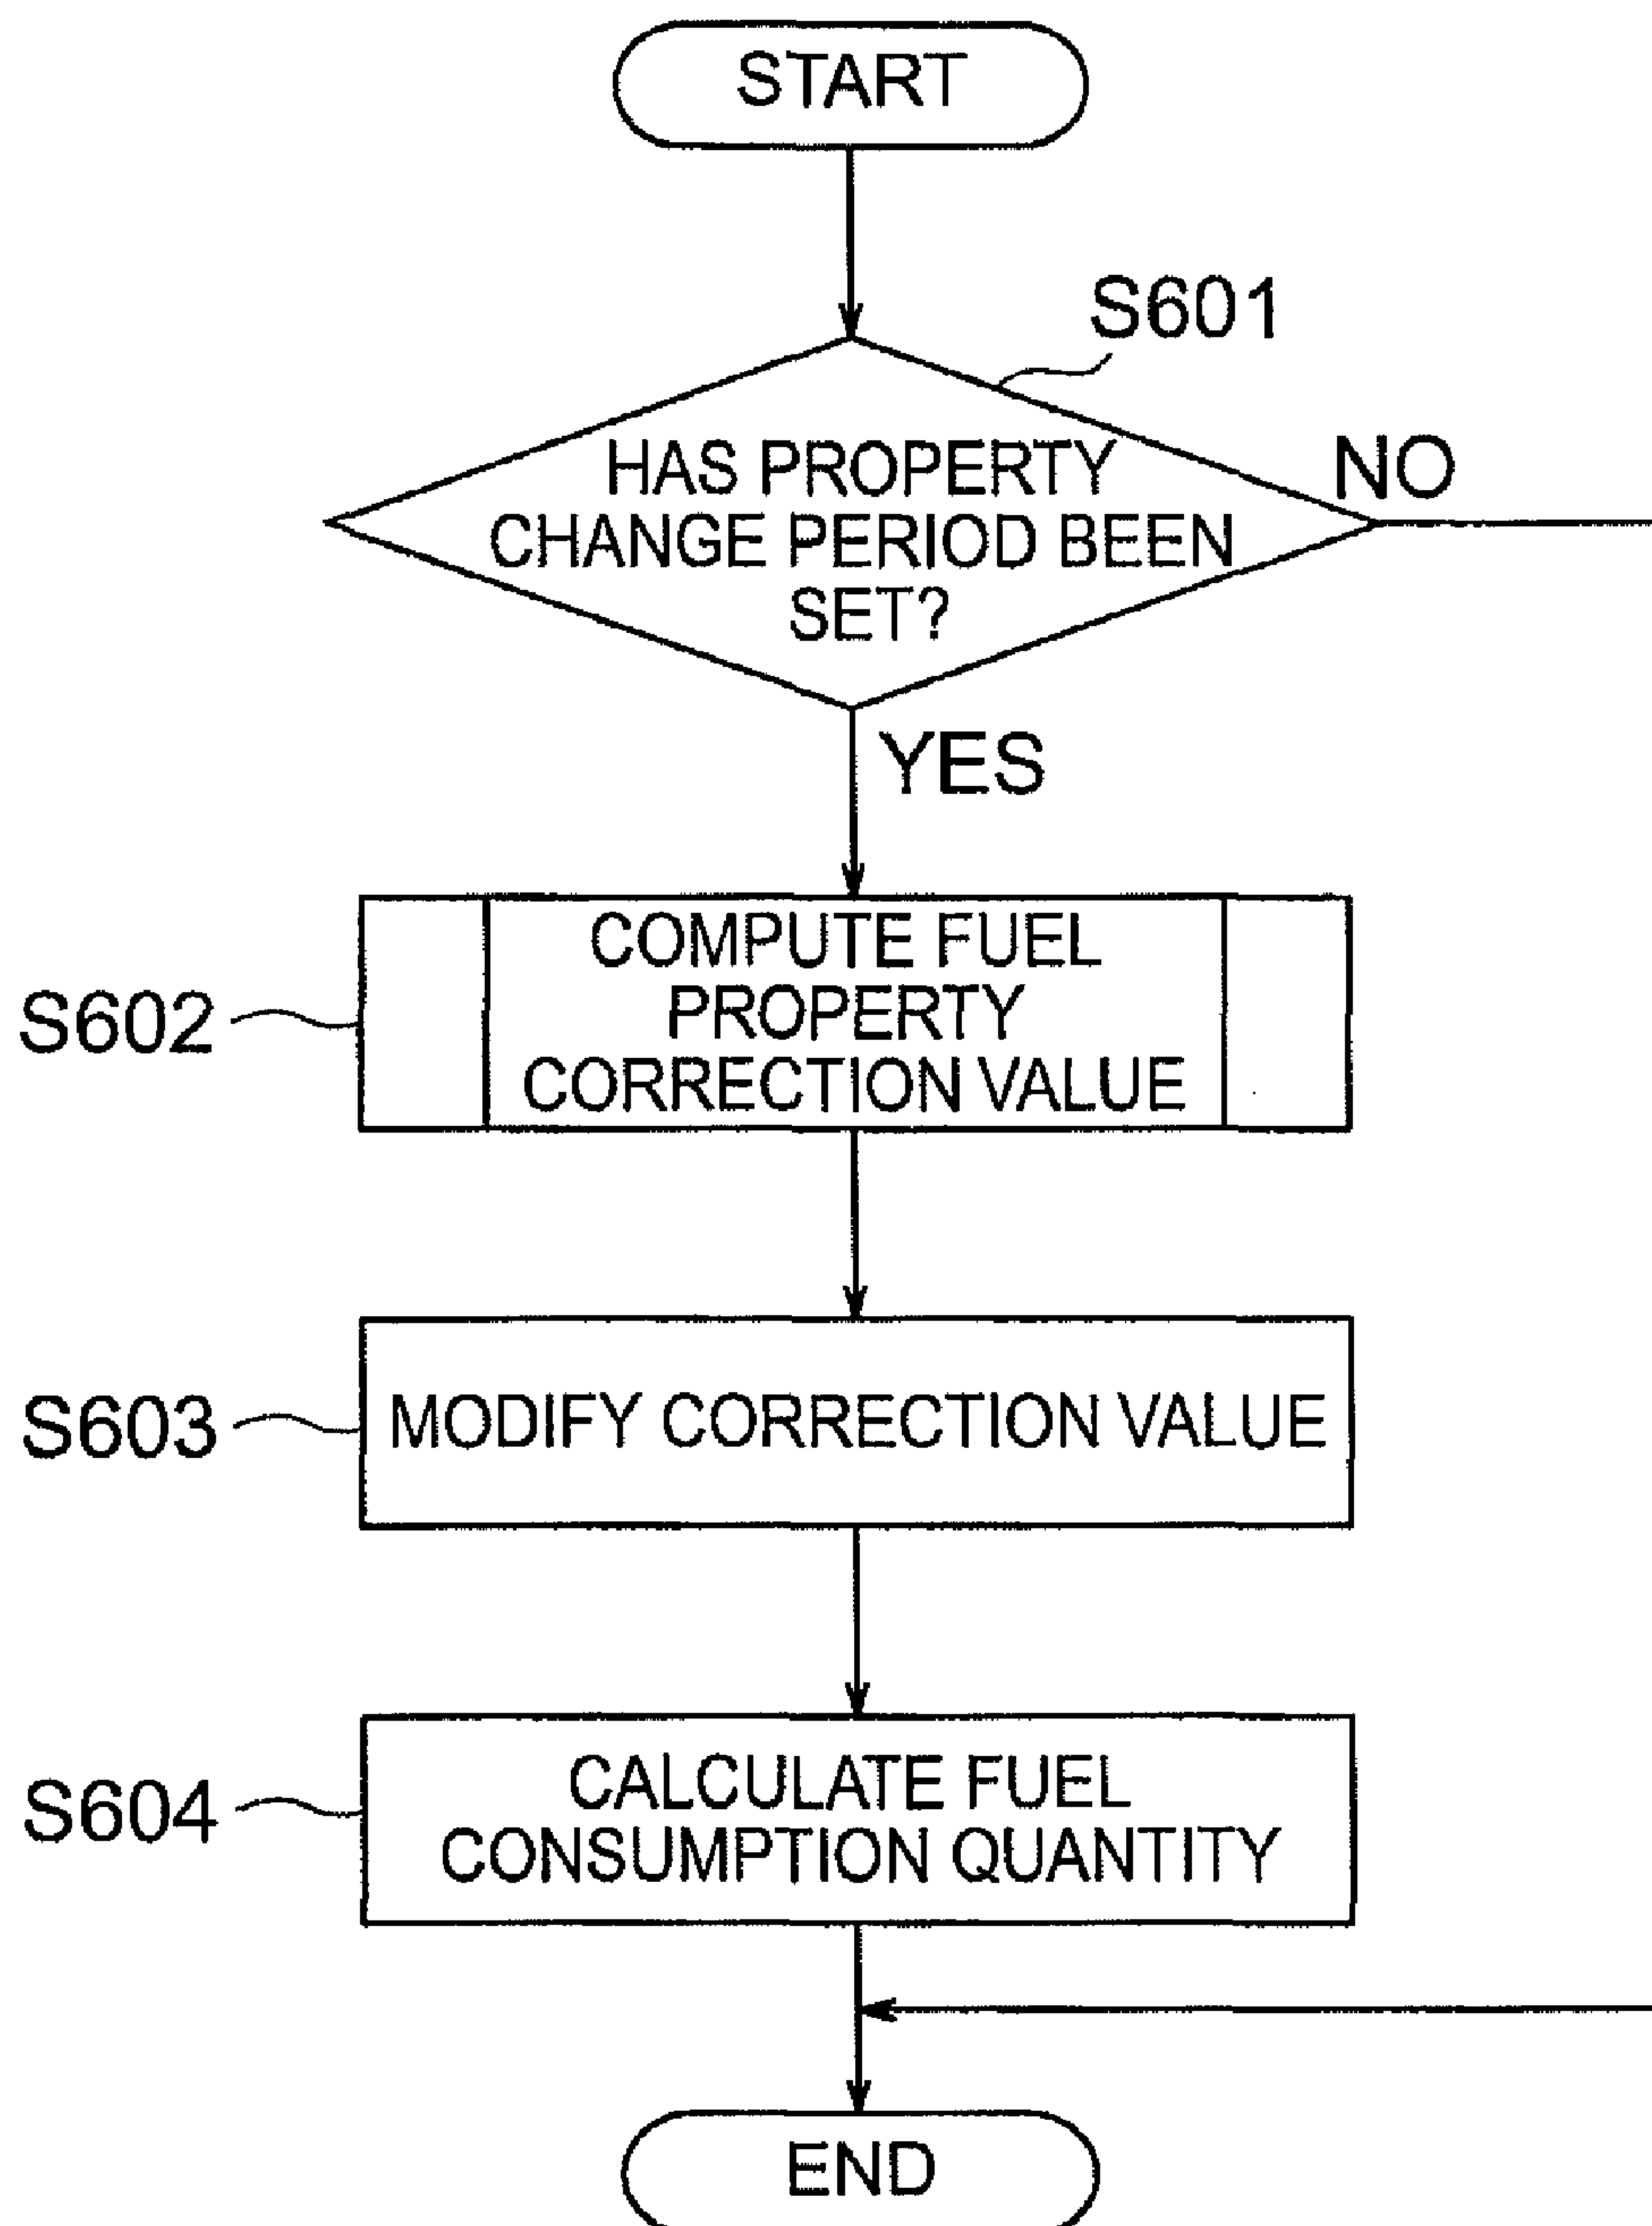 START
S601
HAS PROPERTY
CHANGE PERIOD BEEN
SET?
NO
YES
S602
COMPUTE FUEL
PROPERTY
CORRECTION VALUE
S603
MODIFY CORRECTION VALUE
S604
CALCULATE FUEL
CONSUMPTION QUANTITY
END